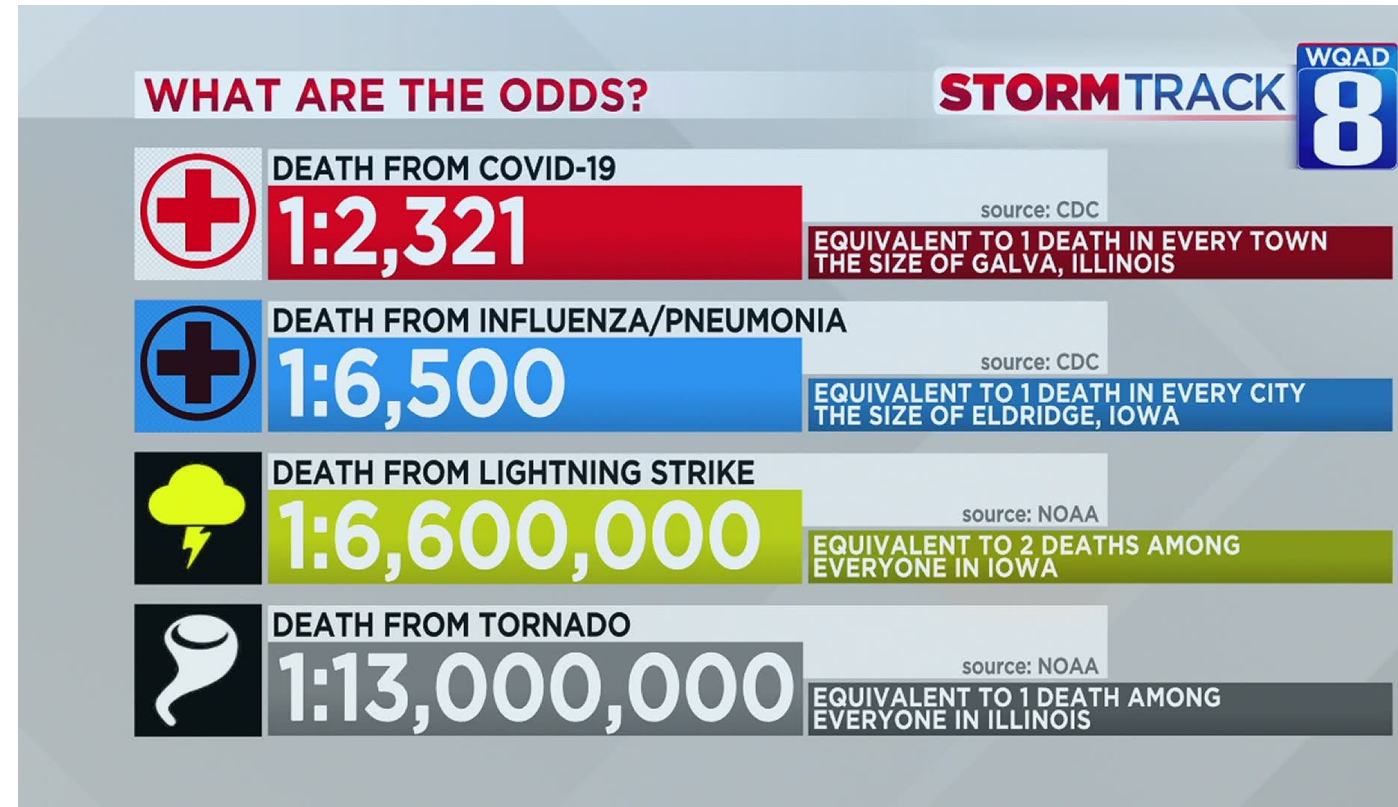 WHAT ARE THE ODDS?
STORMTRACK
WQAD
8
DEATH FROM COVID-19
1:2,321
source: CDC
EQUIVALENT TO 1 DEATH IN EVERY TOWN
THE SIZE OF GALVA, ILLINOIS
DEATH FROM INFLUENZA/PNEUMONIA
1:6,500
source: CDC
EQUIVALENT TO 1 DEATH IN EVERY CITY
THE SIZE OF ELDRIDGE, IOWA
DEATH FROM LIGHTNING STRIKE
1:6,600,000
source: NOAA
EQUIVALENT TO 2 DEATHS AMONG
EVERYONE IN IOWA
DEATH FROM TORNADO
1:13,000,000
source: NOAA
EQUIVALENT TO 1 DEATH AMONG
EVERYONE IN ILLINOIS